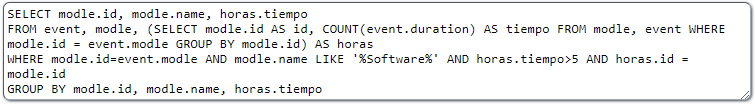 SELECT modle.id, modle.name, horas.tiempo
FROM event, modle, (SELECT modle.id AS id, COUNT(event.duration) AS tiempo FROM modle, event WHERE
modle.id = event.modle GROUP BY modle.id) AS horas
WHERE modle.id=event.modle AND modle.name LIKE '%Software%' AND horas.tiempo>5 AND horas.id =
modle.id
GROUP BY modle.id, modle.name, horas.tiempo